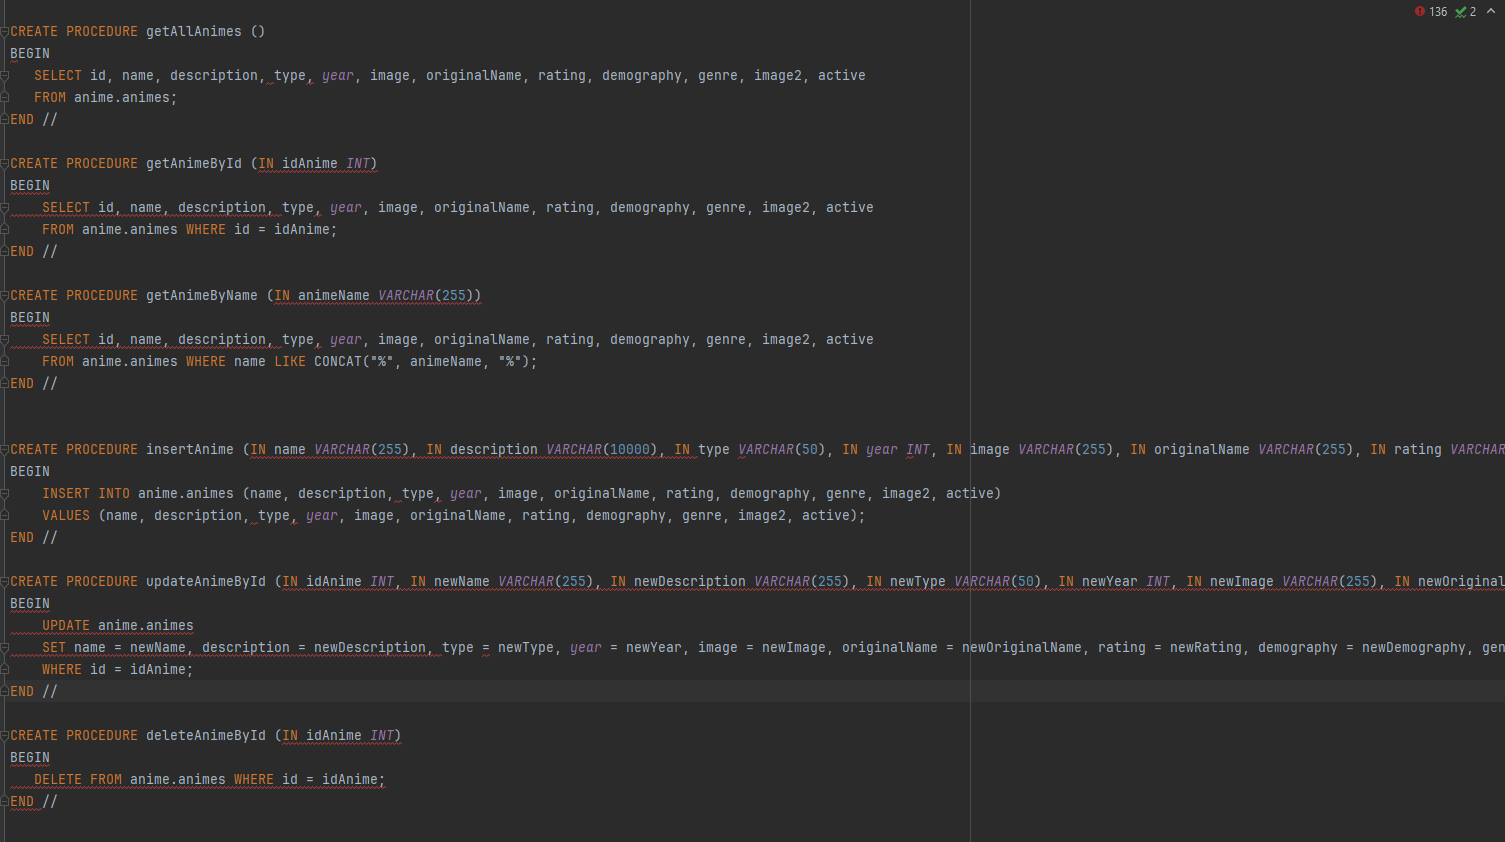 136 2
CREATE PROCEDURE getAllAnimes ()
BEGIN
SELECT id, name, description, type, year, image, originalName, rating, demography, genre, image2, active
FROM anime.animes;
END //
CREATE PROCEDURE getAnimeById (IN idAnime INT)
BEGIN
SELECT id, name, description, type, year, image, originalName, rating, demography, genre, image2, active
FROM anime.animes WHERE id = idAnime;
END //
CREATE PROCEDURE getAnimeByName (IN animeName VARCHAR(255))
BEGIN
SELECT id, name, description, type, year, image, originalName, rating, demography, genre, image2, active
FROM anime.animes WHERE name LIKE CONCAT("%", animeName, "%");
END //
CREATE PROCEDURE insertAnime (IN name VARCHAR(255), IN description VARCHAR(10000), IN type VARCHAR(50), IN year INT, IN image VARCHAR(255), IN originalName VARCHAR(255), IN rating VARCHAR
BEGIN
INSERT INTO anime.animes (name, description, type, year, image, originalName, rating, demography, genre, image2, active)
VALUES (name, description, type, year, image, originalName, rating, demography, genre, image2, active);
END //
CREATE PROCEDURE updateAnimeById (IN idAnime INT, IN newName VARCHAR(255), IN newDescription VARCHAR(255), IN newType VARCHAR(50), IN newYear INT, IN newImage VARCHAR(255), IN newOriginal
BEGIN
UPDATE anime.animes
SET name = newName, description = newDescription, type = newType, year = newYear, image = newImage, originalName = newOriginalName, rating = newRating, demography = newDemography, gen
WHERE id = idAnime;
END //
CREATE PROCEDURE deleteAnimeById (IN idAnime INT)
BEGIN
DELETE FROM anime.animes WHERE id = idAnime;
END //